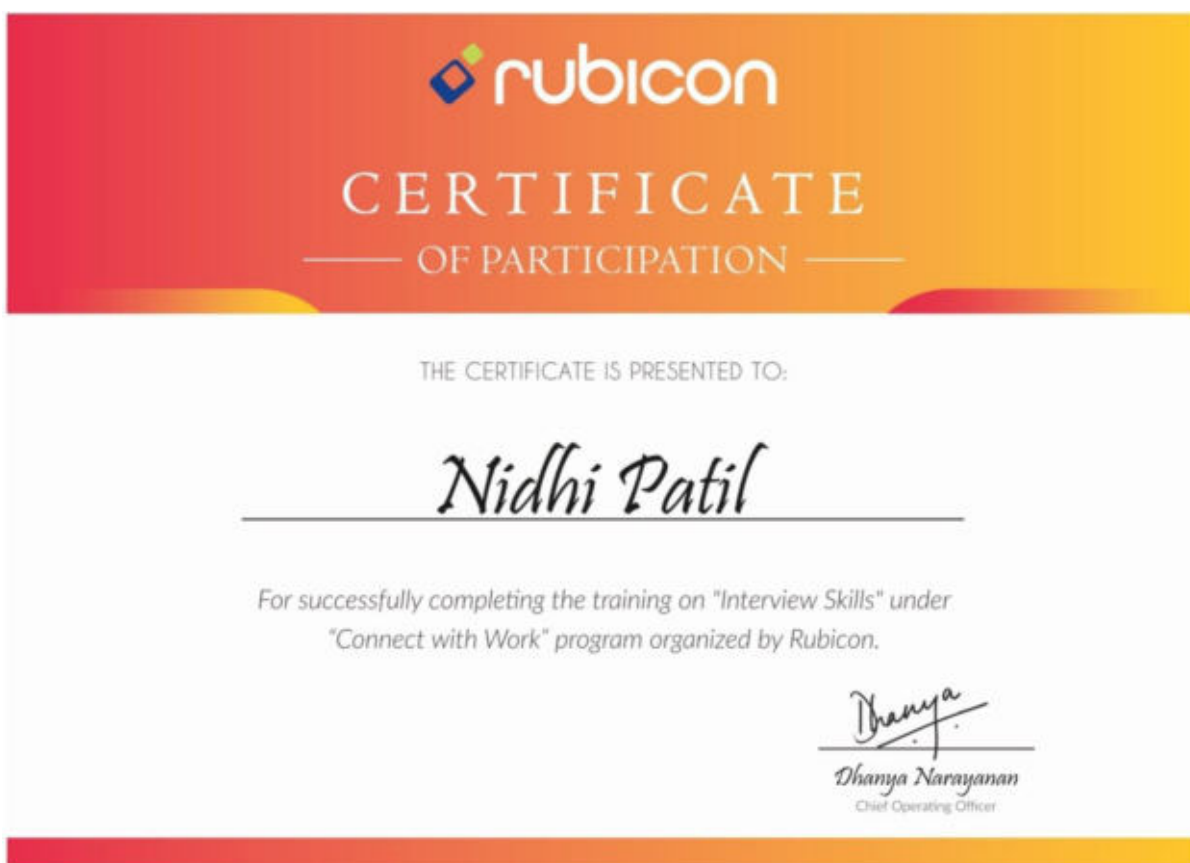 rubicon
CERTIFICATE
OF PARTICIPATION
THE CERTIFICATE IS PRESENTED TO:
Nidhi Patil
For successfully completing the training on "Interview Skills" under
"Connect with Work" program organized by Rubicon.
Dhanya
Dhanya Narayanan
Chief Operating Officer